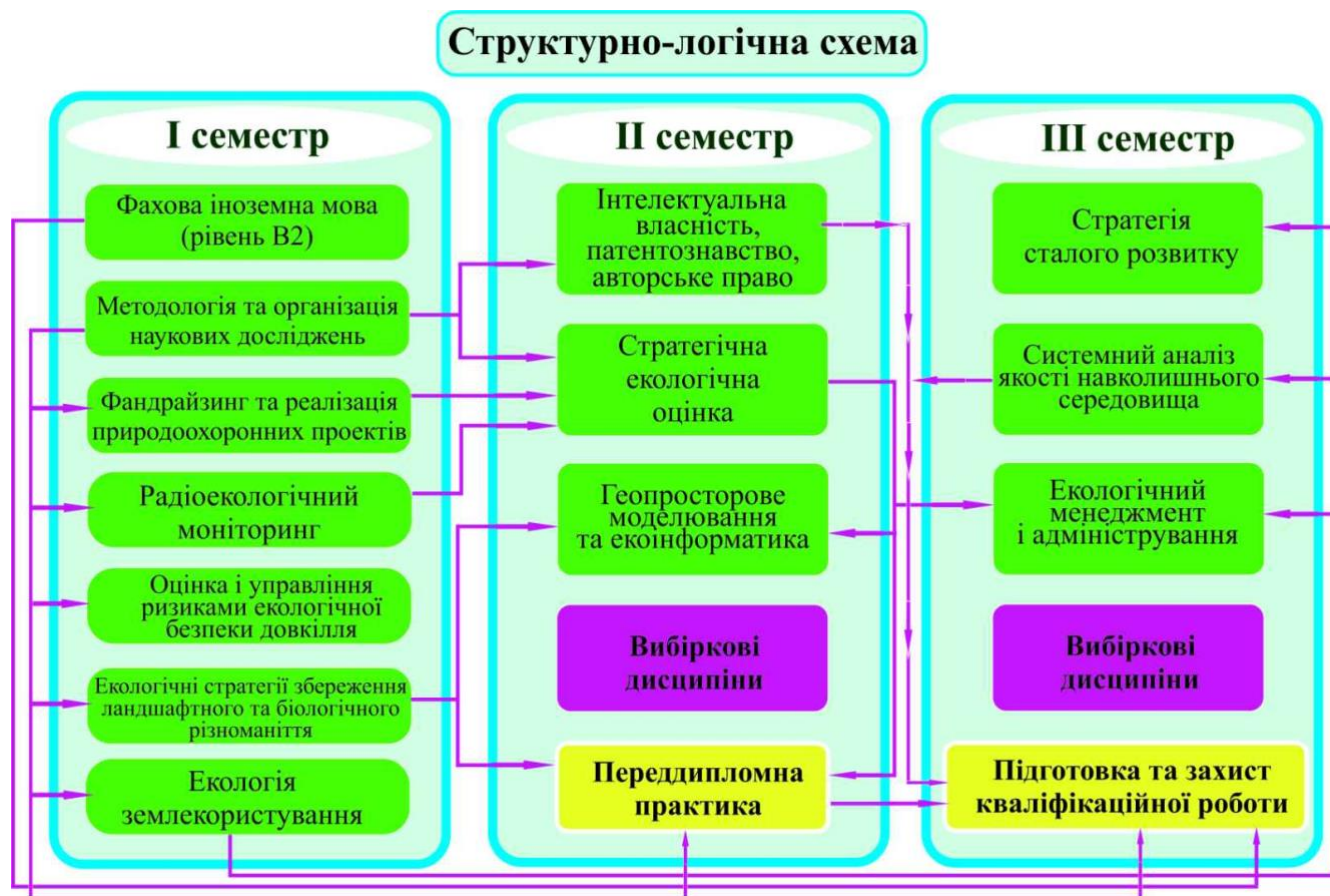 Структурно-логічна схема
I семестр
Фахова іноземна мова
(рівень В2)
Методологія та організація
наукових досліджень
Фандрайзинг та реалізація
природоохоронних проектів
Радіоекологічний
моніторинг
Оцінка і управління
ризиками екологічної
безпеки довкілля
Екологічні стратегії збереження
ландшафтного та біологічного
різноманіття
Екологія
землекористування
II семестр
Інтелектуальна
власність,
патентознавство,
авторське право
Стратегічна
екологічна
оцінка
Геопросторове
моделювання
та екоінформатика
Вибіркові
дисципіни
Переддипломна
практика
III семестр
Стратегія
сталого розвитку
Системний аналіз
якості навколишнього
середовища
Екологічний
менеджмент
і адміністрування
Вибіркові
дисципіни
Підготовка та захист
кваліфікаційної роботи